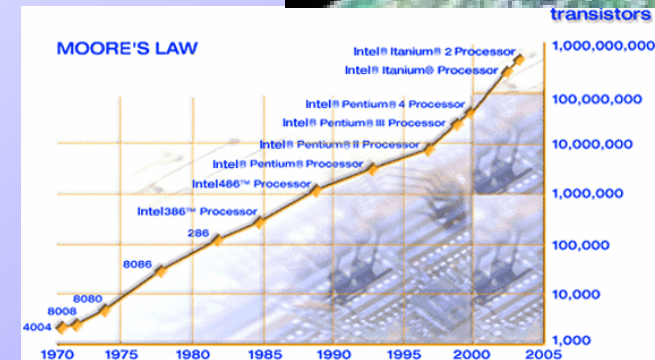 transistors
MOORE'S LAW
Intel® Itanium® 2 Processor
1,000,000,000
Intel® Itanium® Processor
Intel® Pentium® 4 Processor
100,000,000
Intel® Pentium® III Processor
Intel® Pentium® II Processor
10,000,000
Intel® Pentium® Processor
Intel486™ Processor
1,000,000
Intel386™ Processor
286
100,000
8086
8080
10,000
8008
4004
1,000
1970 1975 1980 1985 1990 1995 2000 2005